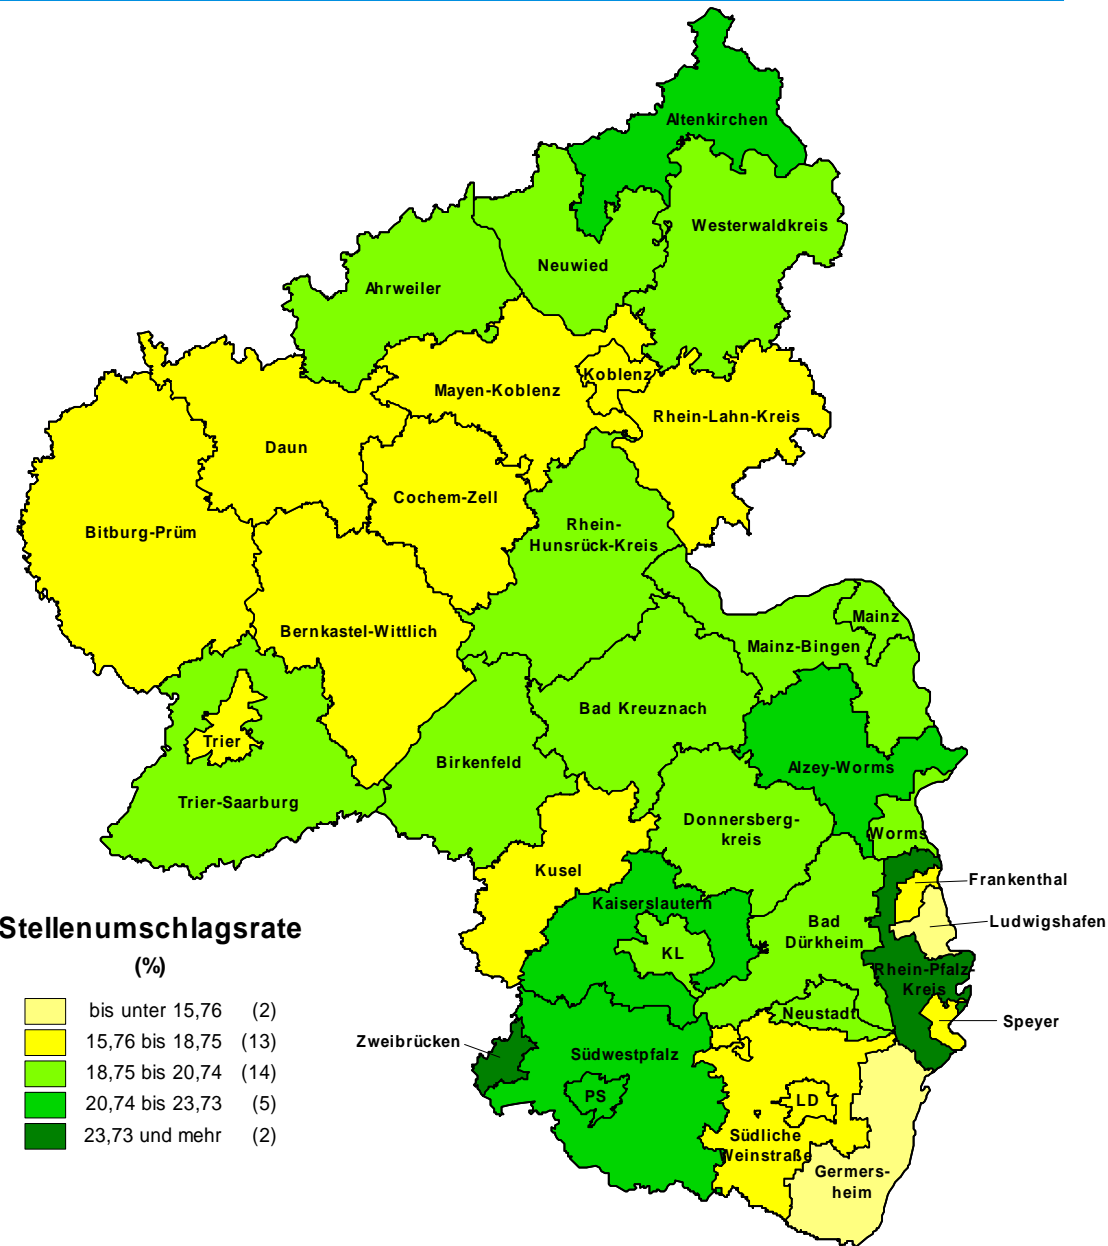 Altenkirchen
Westerwaldkreis
Neuwied
Ahrweiler
Koblenz
Mayen-Koblenz
Rhein-Lahn-Kreis
Daun
Cochem-Zell
Bitburg-Prüm
Rhein-
Hunsrück-Kreis
Mainz
Bernkastel-Wittlich
Mainz-Bingen
Bad Kreuznach
Trier
Birkenfeld
Alzey-Worms
Trier-Saarburg
Donnersberg-
kreis
Worms
Kusel
Frankenthal
Kaiserslautern
Ludwigshafen
Bad
Dürkheim
KL
Rhein-Pfalz-
Kreis
Neustadt
Speyer
Zweibrücken
Südwestpfalz
PS
LD
Südliche
Weinstraße
Germers-
heim
Stellenumschlagsrate
(%)
bis unter 15,76 (2)
15,76 bis 18,75 (13)
18,75 bis 20,74 (14)
20,74 bis 23,73 (5)
23,73 und mehr (2)